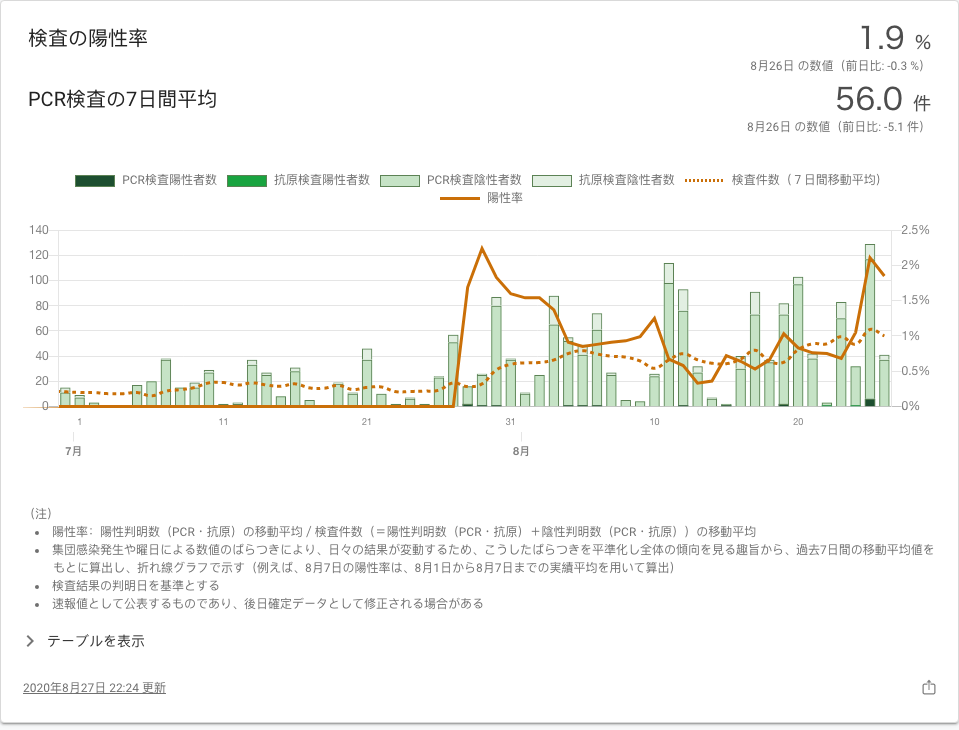 検査の陽性率
1.9 %
8月26日 の数値（前日比: -0.3 %）
PCR検査の7日間平均
56.0 件
8月26日 の数値（前日比: -5.1 件）
PCR検査陽性者数 抗原検査陽性者数 PCR検査陰性者数 抗原検査陰性者数 検査件数（７日間移動平均）
陽性率
140 2.5%
120
2%
100
1.5%
80
60
1%
40
0.5%
20
0 0%
1 11 21 31 10 20
7月 8月
（注）
陽性率：陽性判明数（PCR・抗原）の移動平均 / 検査件数（＝陽性判明数（PCR・抗原）＋陰性判明数（PCR・抗原））の移動平均
集団感染発生や曜日による数値のばらつきにより、日々の結果が変動するため、こうしたばらつきを平準化し全体の傾向を見る趣旨から、過去7日間の移動平均値を
もとに算出し、折れ線グラフで示す（例えば、8月7日の陽性率は、8月1日から8月7日までの実績平均を用いて算出）
検査結果の判明日を基準とする
速報値として公表するものであり、後日確定データとして修正される場合がある
テーブルを表示
2020年8月27日 22:24 更新